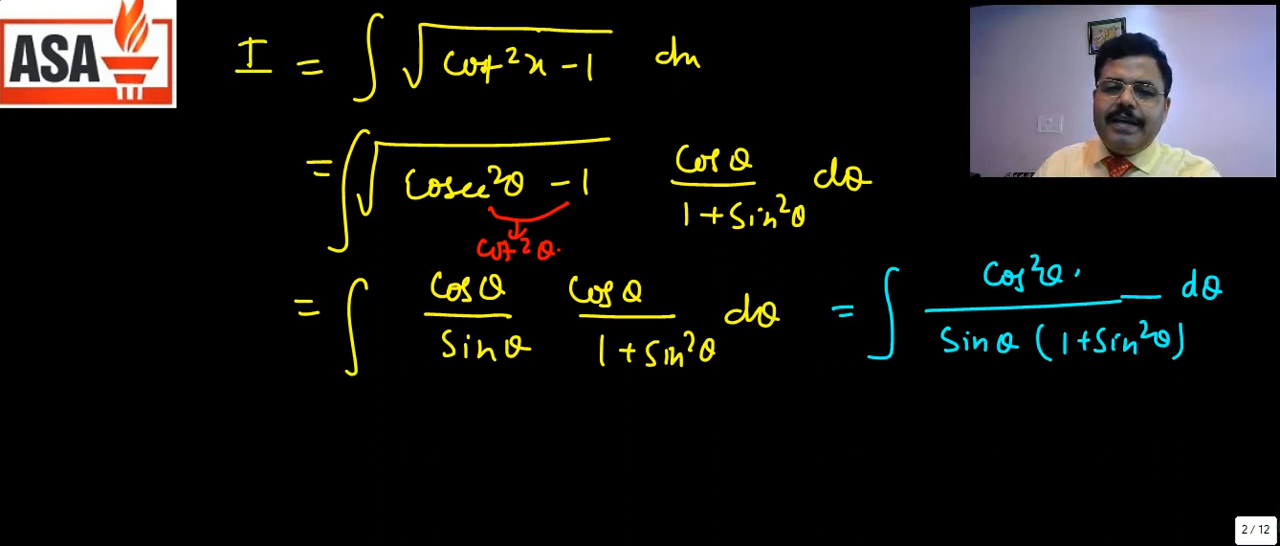 ASA
I = ∫ √(cot²x - 1) dx
= ∫ √(cosec²θ - 1) cosθ/(1 + sin²θ) dθ
cot²θ.
= ∫ cosθ/sinθ cosθ/(1 + sin²θ) dθ = ∫ cos²θ./(sinθ (1 + sin²θ)) dθ
2 / 12